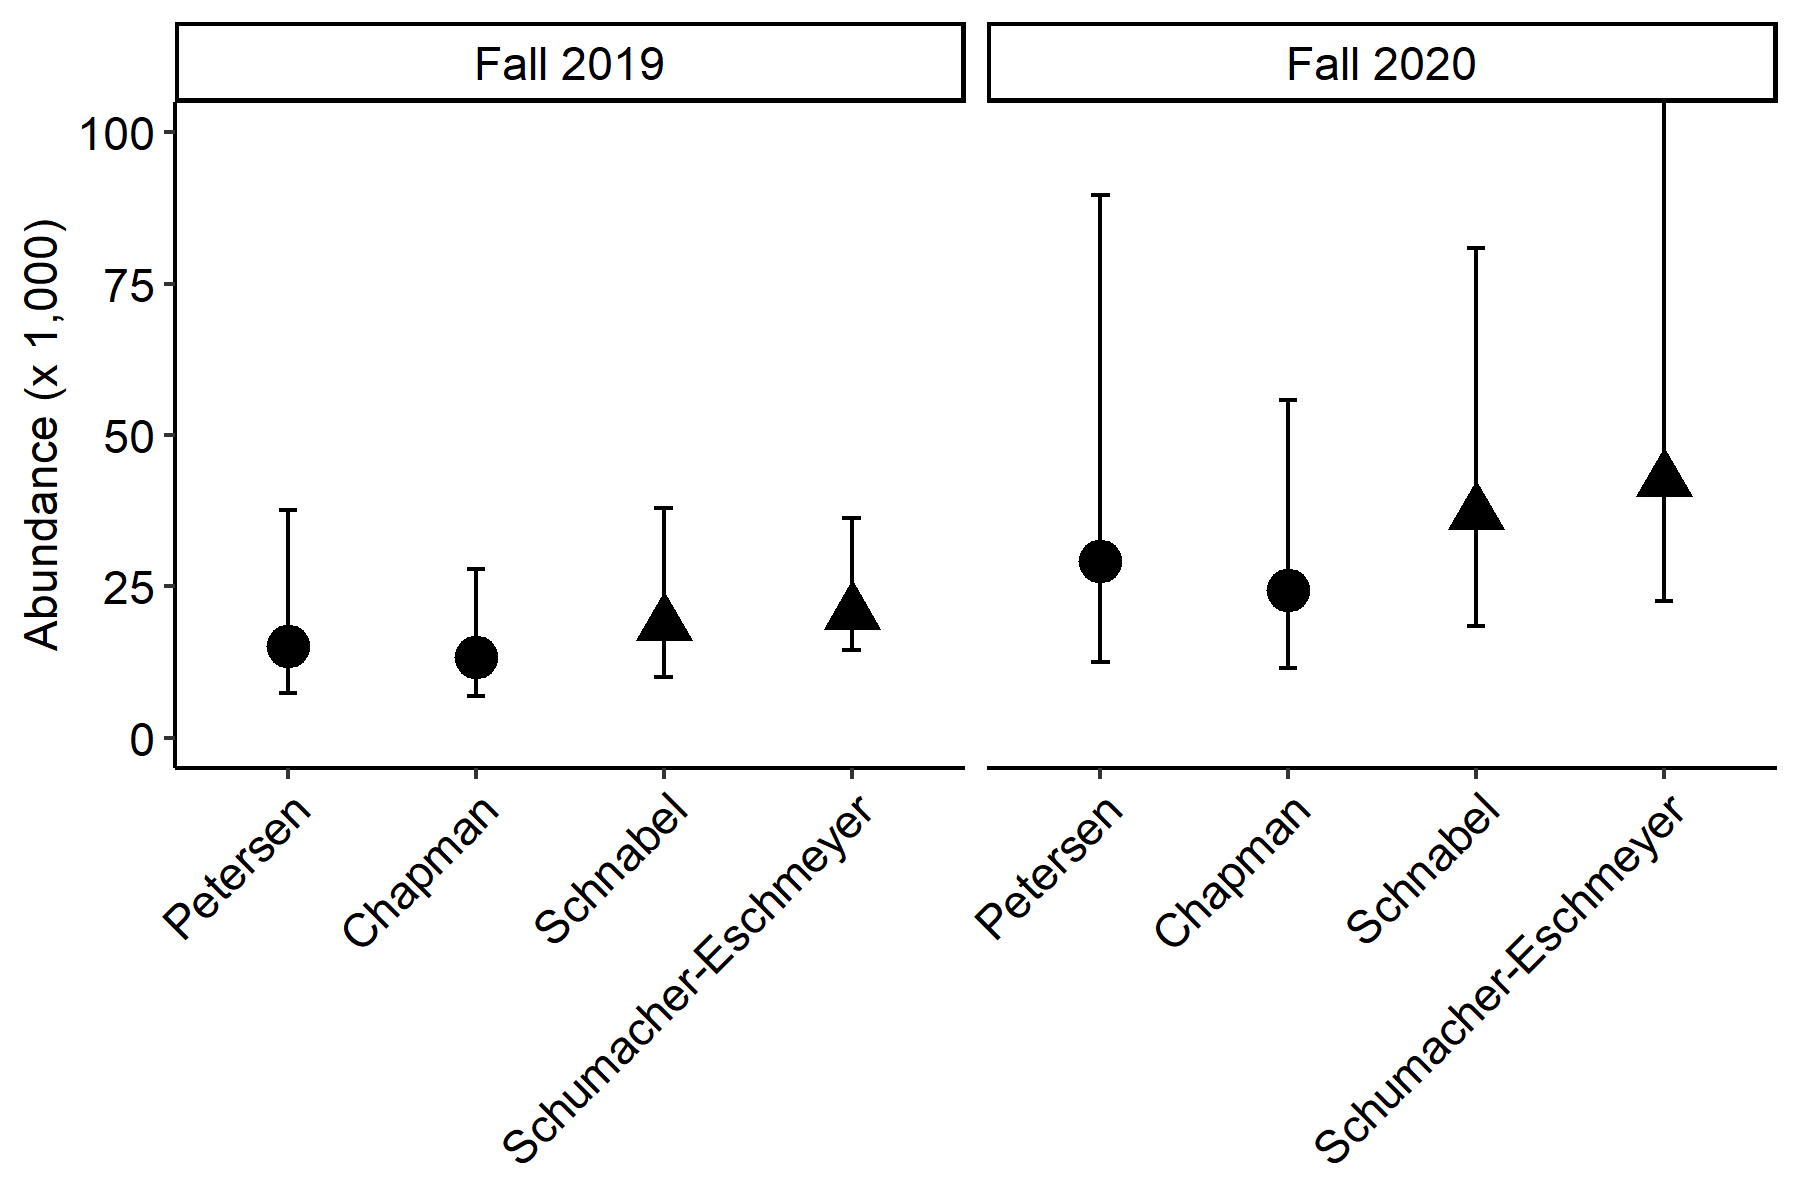 Fall 2019
Fall 2020
Abundance (x 1,000)
100
75
50
25
0
Petersen
Chapman
Schnabel
Schumacher-Eschmeyer
Petersen
Chapman
Schnabel
Schumacher-Eschmeyer